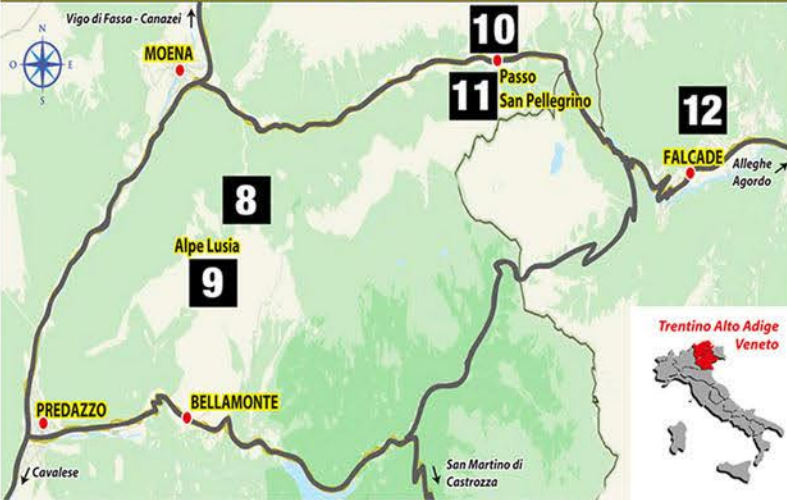 Vigo di Fassa - Canazei
N
O
E
S
MOENA
10
11
Passo
San Pellegrino
12
FALCADE
Alleghe
Agordo
8
Alpe Lusia
9
Trentino Alto Adige
Veneto
PREDAZZO
BELLAMONTE
Cavalese
San Martino di
Castrozza